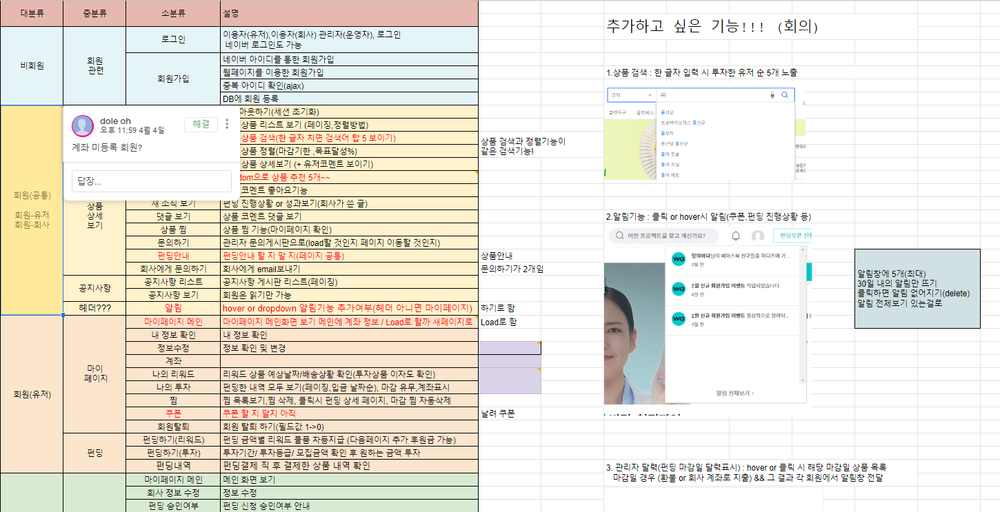 대분류 중분류 소분류 설명
비회원
회원
관련
로그인
이용자(유저),이용자(회사) 관리자(운영자), 로그인
네이버 로그인도 가능
회원가입
네이버 아이디를 통한 회원가입
웹페이지를 이용한 회원가입
중복 아이디 확인(ajax)
DB에 회원 등록
회원(공통)
회원-유저
회원-회사
dole oh
오후 11:59 4월 4일
해결
계좌 미등록 회원?
답장...
아웃하기(세션 초기화)
상품 리스트 보기 (페이징,정렬방법)
상품 검색(한 글자 치면 검색어 탑 5 보이기)
상품 정렬(마감기한 ,목표달성%)
상품 상세보기 (+ 유저코멘트 보이기)
dom으로 상품 추천 5개~~
코멘트 좋아요기능
상품
상세
보기
새 소식 보기 펀딩 진행상황 or 성과보기(회사가 쓴 글)
댓글 보기 상품 코멘트 댓글 보기
상품 찜 상품 찜 기능(마이페이지 확인)
문의하기 관리자 문의게시판으로(load할 것인지 페이지 이동할 것인지)
펀딩안내 펀딩안내 할 지 말 지(페이지 공통) 상품안내
회사에게 문의하기 회사에게 email보내기 문의하기가 2개임
공지사항
공지사항 리스트 공지사항 게시판 리스트(페이징)
공지사항 보기 회원은 읽기만 가능
헤더??? 알림 hover or dropdown 알림기능 추가여부(헤더 아니면 마이페이지) 하기로 함
회원(유저)
마이
페이지
마이페이지 메인 마이페이지 메인화면 보기 메인에 계좌 정보 / Load로 할까 새페이지로 Load로 함
내 정보 확인 내 정보 확인
정보수정 정보 확인 및 변경
계좌
나의 리워드 리워드 상품 예상날짜/배송상황 확인(투자상품 이자도 확인)
나의 투자 펀딩한 내역 모두 보기(페이징,입금 날짜순), 마감 유무,계좌표시
찜 찜 목록보기,찜 삭제, 클릭시 펀딩 상세 페이지, 마감 찜 자동삭제
쿠폰 쿠폰 할 지 말지 아직 날려 쿠폰
회원탈퇴 회원 탈퇴 하기(필드값 1->0)
펀딩
펀딩하기(리워드) 펀딩 금액별 리워드 물품 차등지급 (다음페이지 추가 후원금 가능)
펀딩하기(투자) 투자기간/ 투자등급/ 모집금액 확인 후 원하는 금액 투자
펀딩내역 펀딩결제 직 후 결제한 상품 내역 확인
마이페이지 메인 메인 화면 보기
회사 정보 수정 정보 수정
펀딩 승인여부 펀딩 신청 승인여부 안내
상품 검색과 정렬기능이
같은 검색기능!
추가하고 싶은 기능!!! (회의)
1.상품 검색 : 한 글자 입력 시 투자한 유저 순 5개 노출
전체 유
로켓직구 골드박스
유산균
프로바이오틱스 유산균
유모차
종근당 유산균
유아 칫솔
유아 치실
유아 매트
2.알림기능 : 클릭 or hover시 알림(쿠폰,펀딩 진행상황 등)
어떤 프로젝트를 찾고 계신가요? 펀딩오픈 신청
wa 달의바다님의 페이스북 친구들중 와디즈에 가...
4일 전
wa 2월 신규 회원가입 이벤트 적립되었습니다.
4일 전
wa 2월 신규 회원가입 이벤트 정상적으로 참여되...
4일 전
알림 전체보기 >
알림창에 5개(최대)
30일 내의 알림만 뜨기
클릭하면 알림 없어지기(delete)
알림 전체보기 있는걸로
3. 관리자 달력(펀딩 마감일 달력표시) : hover or 클릭 시 해당 마감일 상품 목록
마감일 경우 (환불 or 회사 계좌로 지출) && 그 결과 각 회원에서 알림창 전달